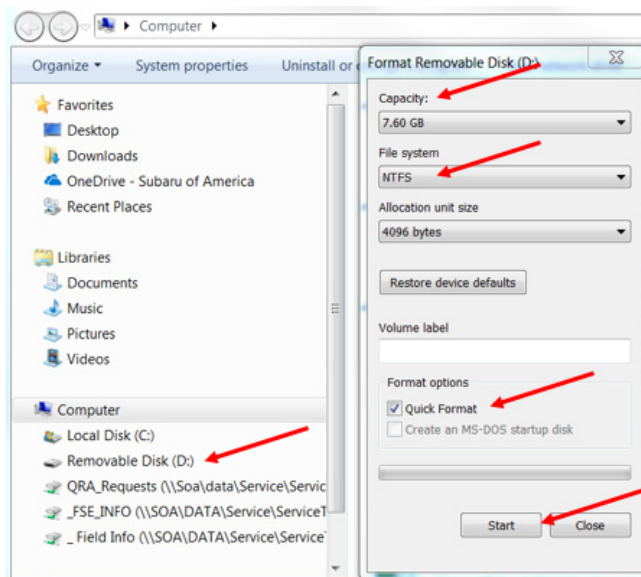 Computer
Organize
System properties
Uninstall or
Favorites
Desktop
Downloads
OneDrive - Subaru of America
Recent Places
Libraries
Documents
Music
Pictures
Videos
Computer
Local Disk (C:)
Removable Disk (D:)
QRA_Requests (\\Soa\data\Service\Servic
_FSE_INFO (\\SOA\DATA\Service\ServiceT
_ Field Info (\\SOA\DATA\Service\Service
Format Removable Disk (D:)
Capacity:
7.60 GB
File system
NTFS
Allocation unit size
4096 bytes
Restore device defaults
Volume label
Format options
Quick Format
Create an MS-DOS startup disk
Start
Close